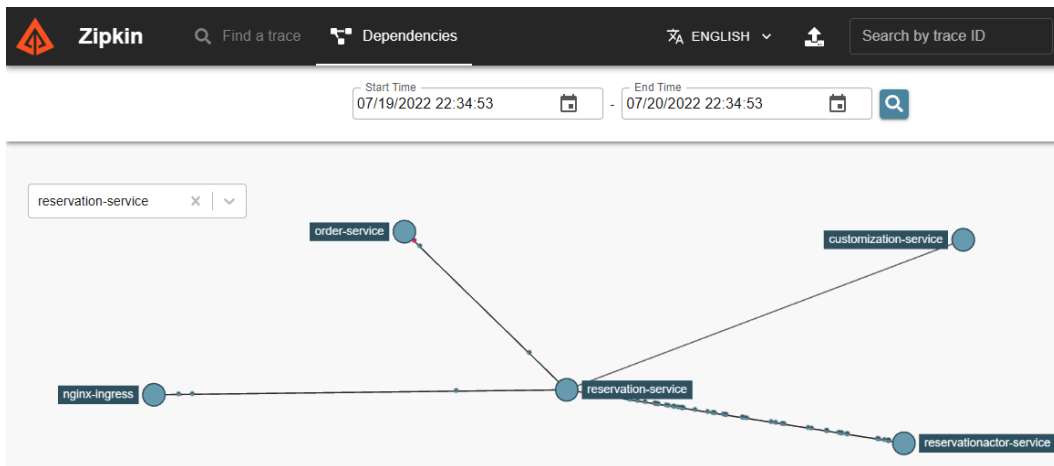 Zipkin
Find a trace
Dependencies
ENGLISH
Search by trace ID
Start Time
07/19/2022 22:34:53
-
End Time
07/20/2022 22:34:53
reservation-service
order-service
customization-service
nginx-ingress
reservation-service
reservationactor-service